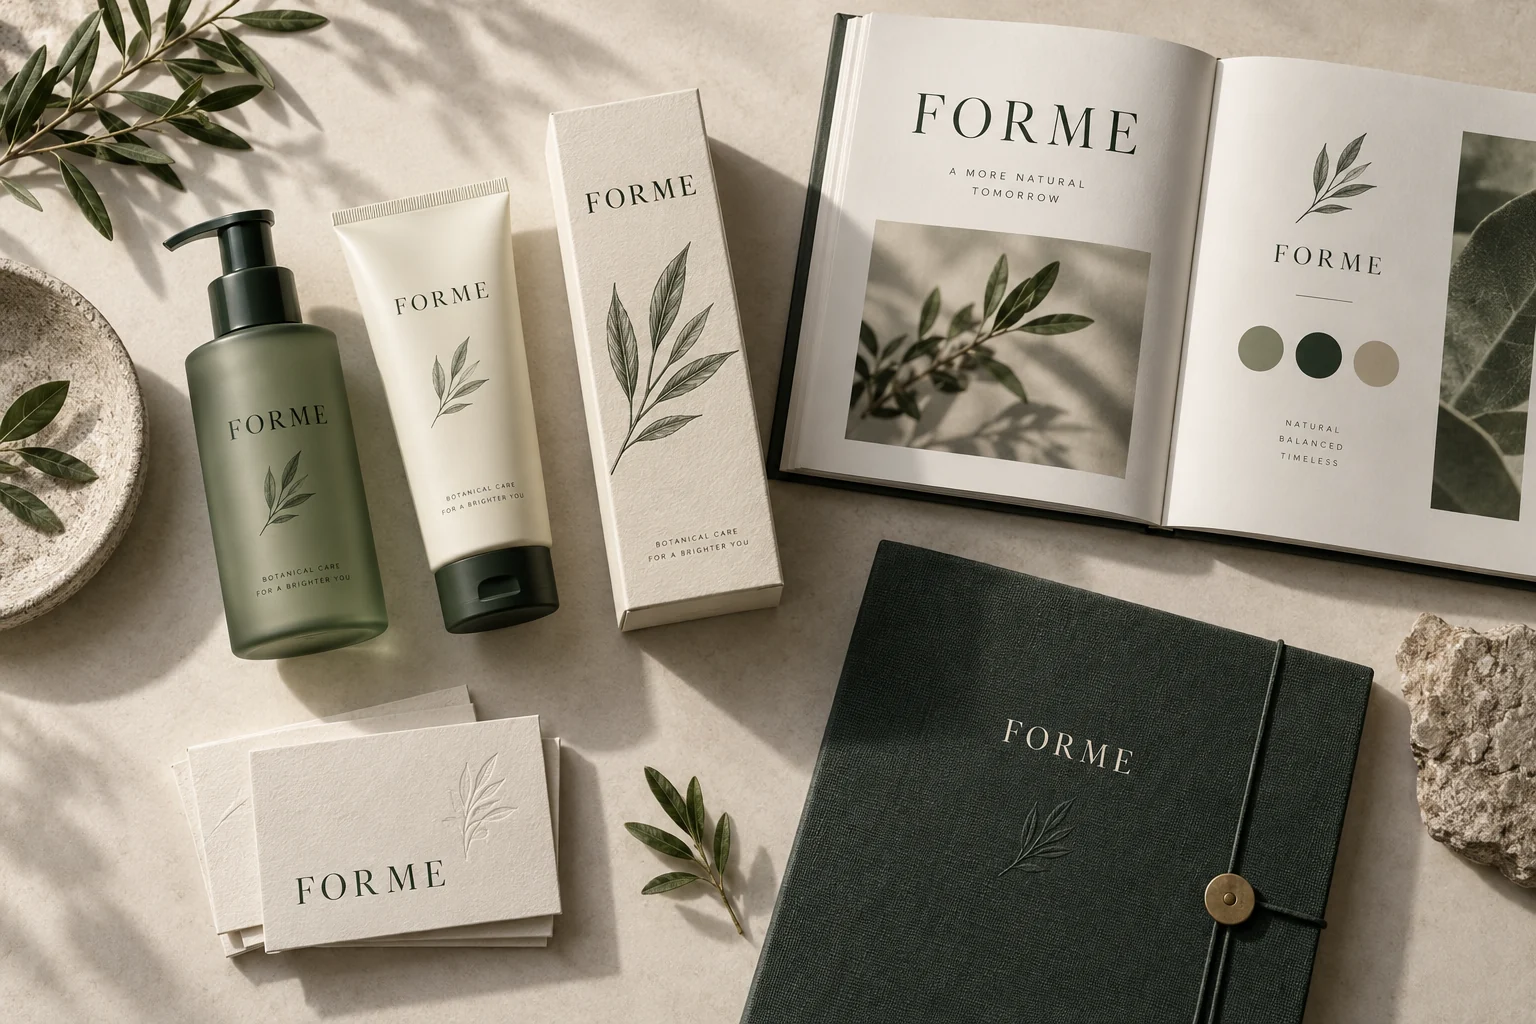 FORME
BOTANICAL CARE
FOR A BRIGHTER YOU
FORME
BOTANICAL CARE
FOR A BRIGHTER YOU
FORME
BOTANICAL CARE
FOR A BRIGHTER YOU
FORME
A MORE NATURAL
TOMORROW
FORME
NATURAL
BALANCED
TIMELESS
FORME
FORME